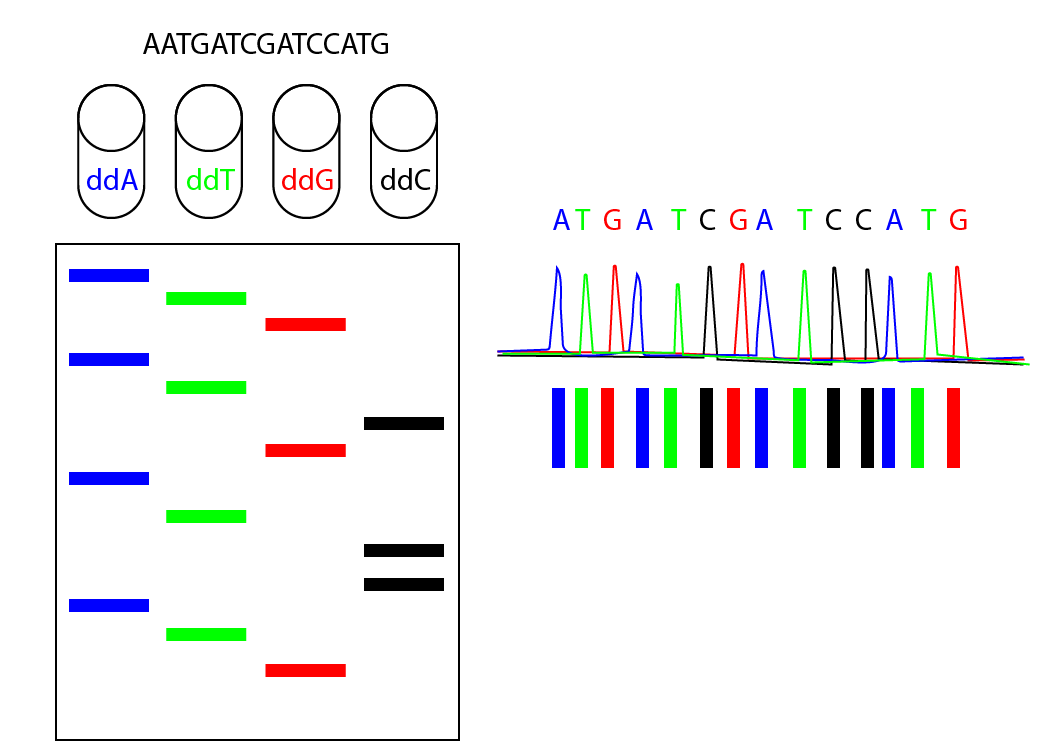 AATGATCGATCCATG
ddA ddT ddG ddC
A T G A T C G A T C C A T G